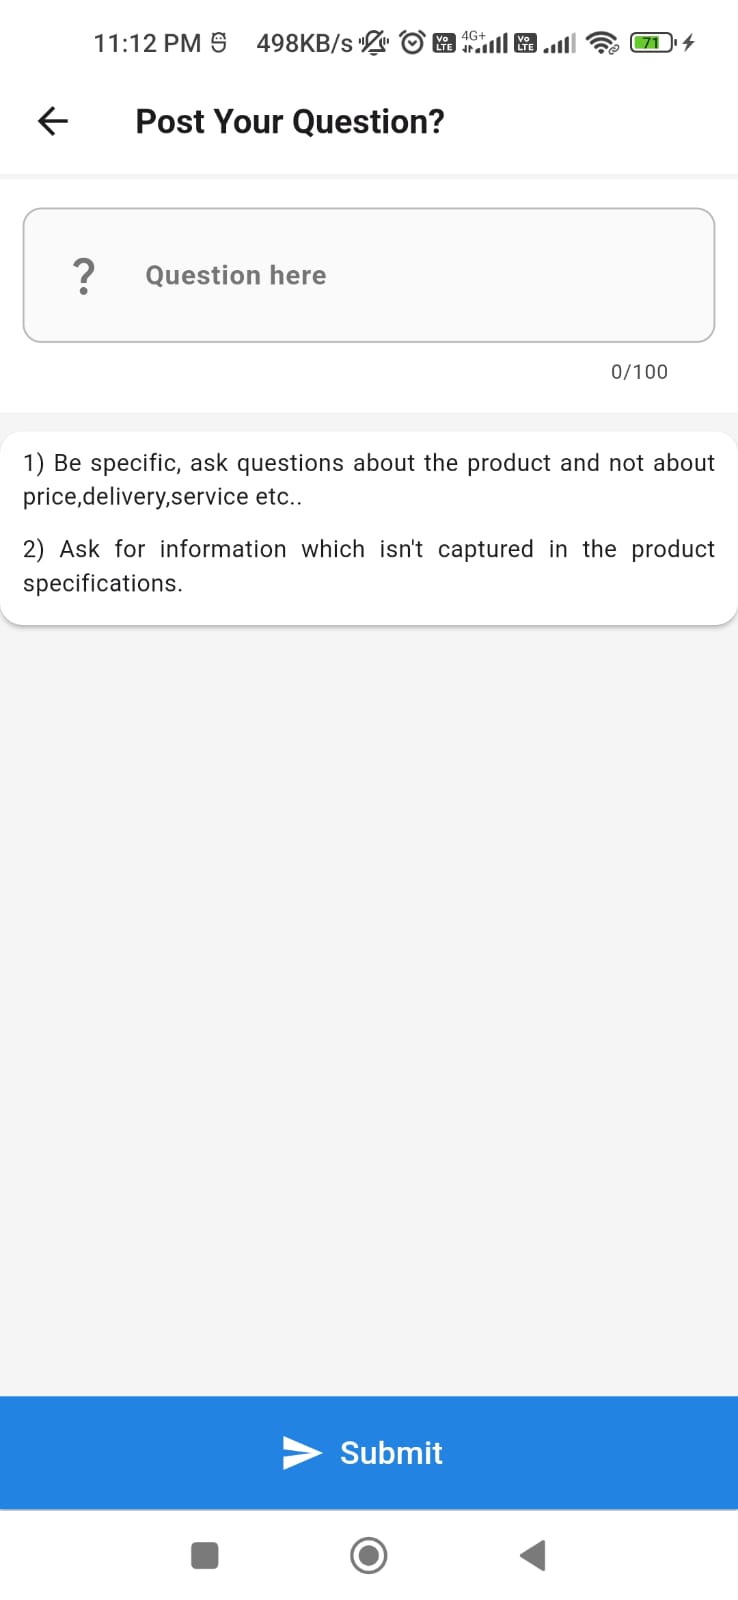 11:12 PM 498KB/s Vo LTE 4G+ Vo LTE 71
Post Your Question?
? Question here
0/100
1) Be specific, ask questions about the product and not about
price,delivery,service etc..
2) Ask for information which isn't captured in the product
specifications.
Submit